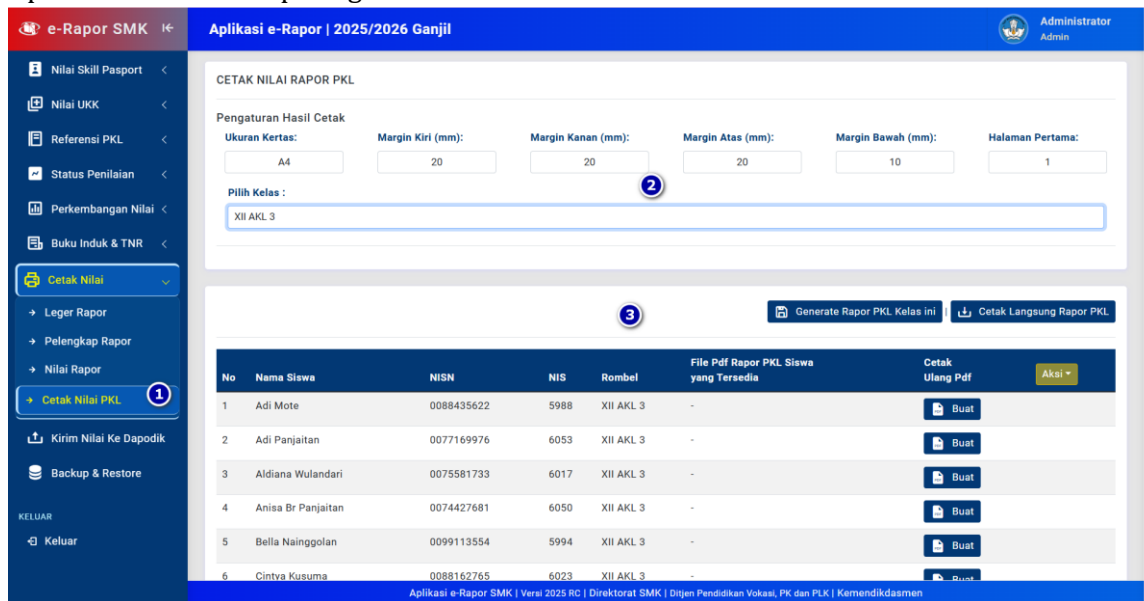 e-Rapor SMK
Aplikasi e-Rapor | 2025/2026 Ganjil
Administrator
Admin
Nilai Skill Pasport
Nilai UKK
Referensi PKL
Status Penilaian
Perkembangan Nilai
Buku Induk & TNR
Cetak Nilai
Leger Rapor
Pelengkap Rapor
Nilai Rapor
Cetak Nilai PKL
1
Kirim Nilai Ke Dapodik
Backup & Restore
KELUAR
Keluar
CETAK NILAI RAPOR PKL
Pengaturan Hasil Cetak
Ukuran Kertas: Margin Kiri (mm): Margin Kanan (mm): Margin Atas (mm): Margin Bawah (mm): Halaman Pertama:
A4 20 20 20 10 1
2
Pilih Kelas :
XII AKL 3
3
Generate Rapor PKL Kelas ini | Cetak Langsung Rapor PKL
No Nama Siswa NISN NIS Rombel File Pdf Rapor PKL Siswa yang Tersedia Cetak Ulang Pdf Aksi
1 Adi Mote 0088435622 5988 XII AKL 3 - Buat
2 Adi Panjaitan 0077169976 6053 XII AKL 3 - Buat
3 Aldiana Wulandari 0075581733 6017 XII AKL 3 - Buat
4 Anisa Br Panjaitan 0074427681 6050 XII AKL 3 - Buat
5 Bella Nainggolan 0099113554 5994 XII AKL 3 - Buat
6 Cintya Kusuma 0088162765 6023 XII AKL 3 - Buat
Aplikasi e-Rapor SMK | Versi 2025 RC | Direktorat SMK | Ditjen Pendidikan Vokasi, PK dan PLK | Kemendikdasmen